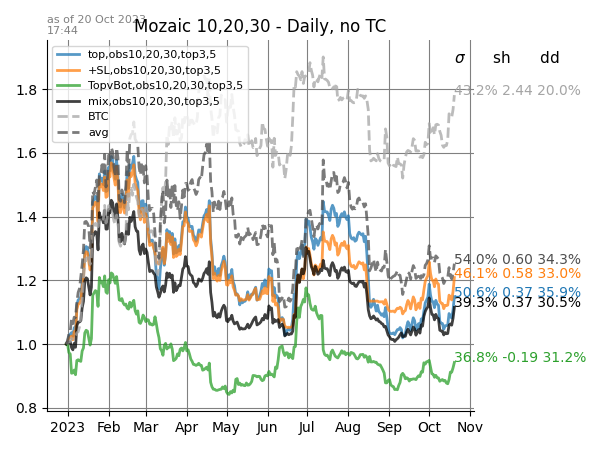 as of 20 Oct 2023
17:44
Mozaic 10,20,30 - Daily, no TC
top,obs10,20,30,top3,5
+SL,obs10,20,30,top3,5
TopvBot,obs10,20,30,top3,5
mix,obs10,20,30,top3,5
BTC
avg
σ sh dd
43.2% 2.44 20.0%
54.0% 0.60 34.3%
46.1% 0.58 33.0%
50.6% 0.37 35.9%
39.3% 0.37 30.5%
36.8% -0.19 31.2%
1.8
1.6
1.4
1.2
1.0
0.8
2023 Feb Mar Apr May Jun Jul Aug Sep Oct Nov